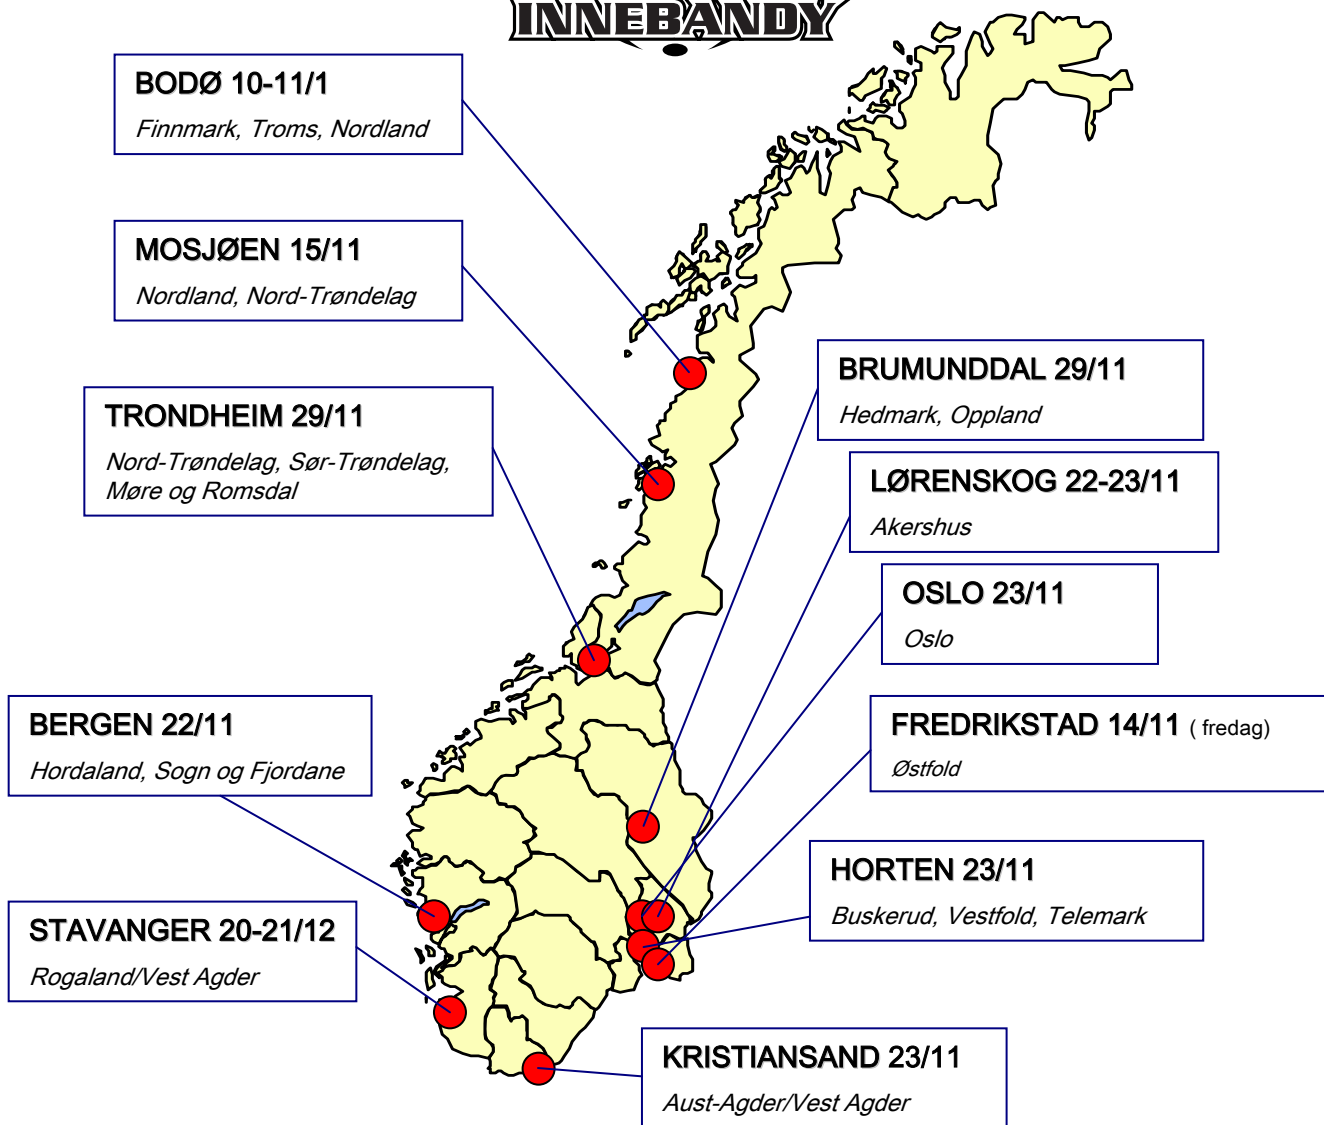 INNEBANDY
BODØ 10-11/1
Finnmark, Troms, Nordland
MOSJØEN 15/11
Nordland, Nord-Trøndelag
TRONDHEIM 29/11
Nord-Trøndelag, Sør-Trøndelag,
Møre og Romsdal
BRUMUNDDAL 29/11
Hedmark, Oppland
LØRENSKOG 22-23/11
Akershus
OSLO 23/11
Oslo
BERGEN 22/11
Hordaland, Sogn og Fjordane
FREDRIKSTAD 14/11 ( fredag)
Østfold
HORTEN 23/11
Buskerud, Vestfold, Telemark
STAVANGER 20-21/12
Rogaland/Vest Agder
KRISTIANSAND 23/11
Aust-Agder/Vest Agder